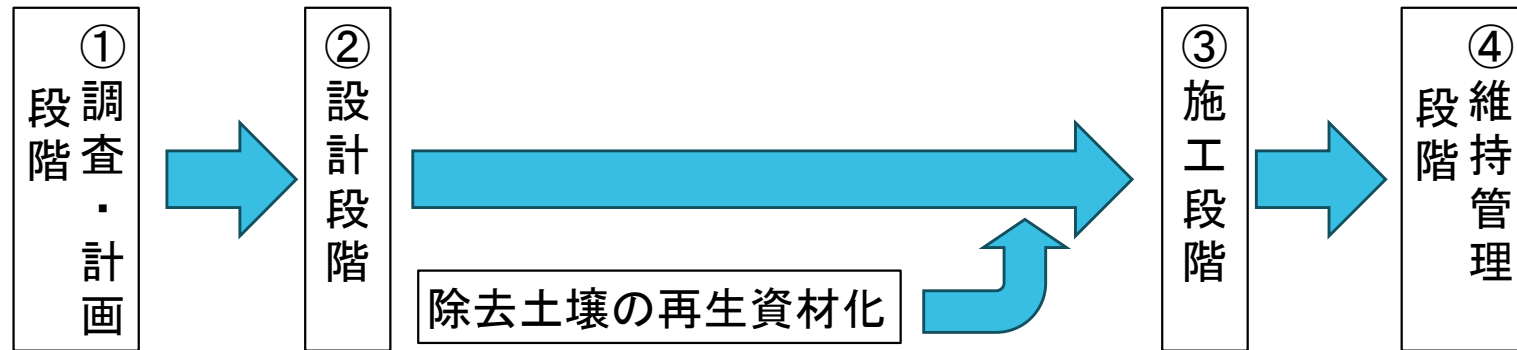 ①調査・計画
段階
②設計段階
除去土壌の再生資材化
③施工段階
④維持管理
段階